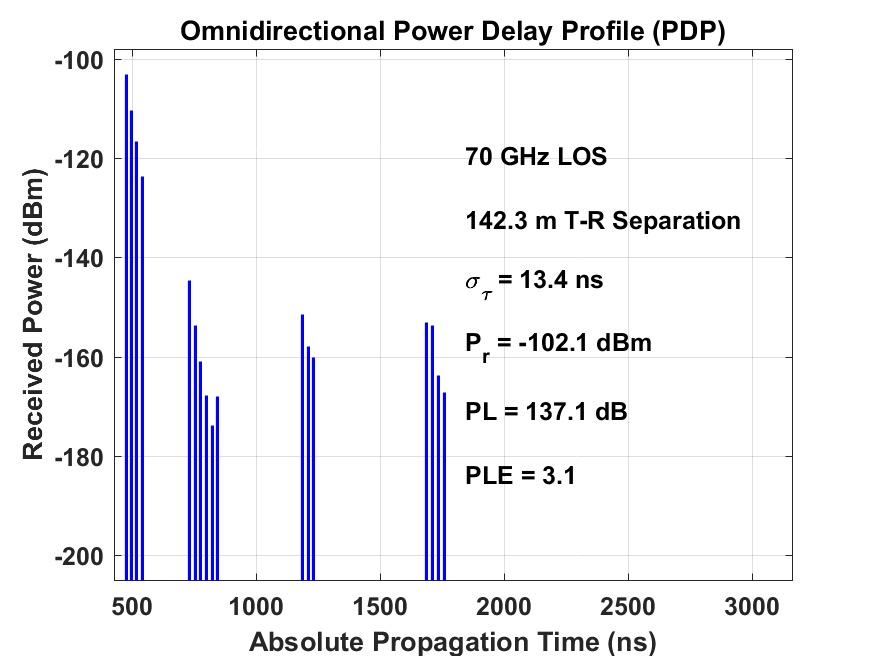 Omnidirectional Power Delay Profile (PDP)
-100
-120
-140
-160
-180
-200
Received Power (dBm)
70 GHz LOS
142.3 m T-R Separation
σ_τ = 13.4 ns
P_r = -102.1 dBm
PL = 137.1 dB
PLE = 3.1
500 1000 1500 2000 2500 3000
Absolute Propagation Time (ns)